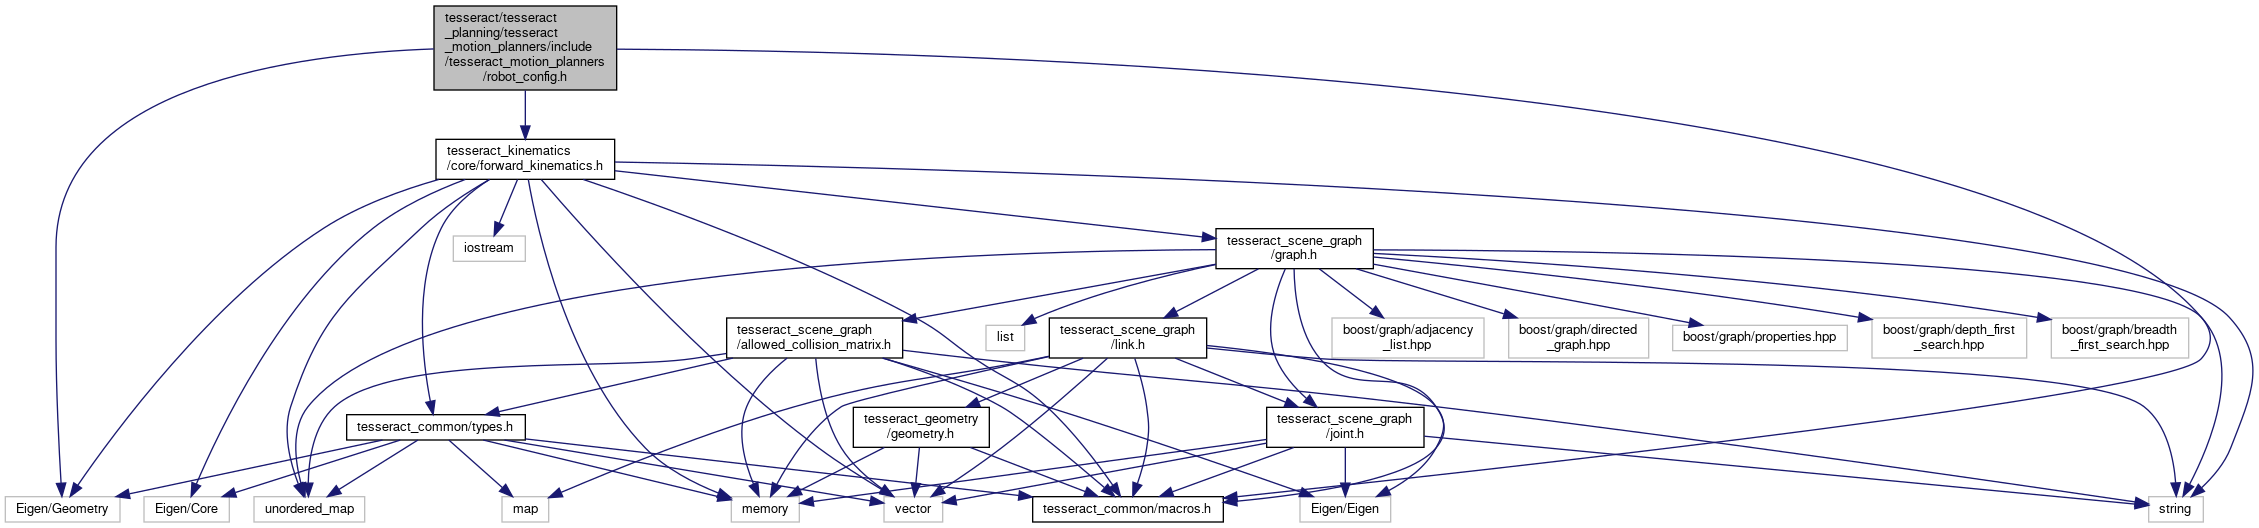 tesseract/tesseract
_planning/tesseract
_motion_planners/include
/tesseract_motion_planners
/robot_config.h
tesseract_kinematics
/core/forward_kinematics.h
iostream
tesseract_scene_graph
/graph.h
tesseract_scene_graph
/allowed_collision_matrix.h
list
tesseract_scene_graph
/link.h
boost/graph/adjacency
_list.hpp
boost/graph/directed
_graph.hpp
boost/graph/properties.hpp
boost/graph/depth_first
_search.hpp
boost/graph/breadth
_first_search.hpp
tesseract_common/types.h
tesseract_geometry
/geometry.h
tesseract_scene_graph
/joint.h
Eigen/Geometry
Eigen/Core
unordered_map
map
memory
vector
tesseract_common/macros.h
Eigen/Eigen
string